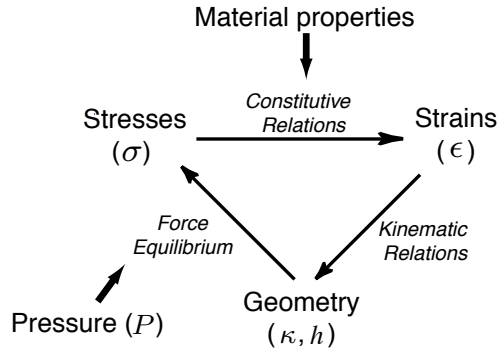 Material properties
Constitutive
Relations
Stresses
(σ)
Strains
(ϵ)
Force
Equilibrium
Kinematic
Relations
Geometry
(κ, h)
Pressure (P)